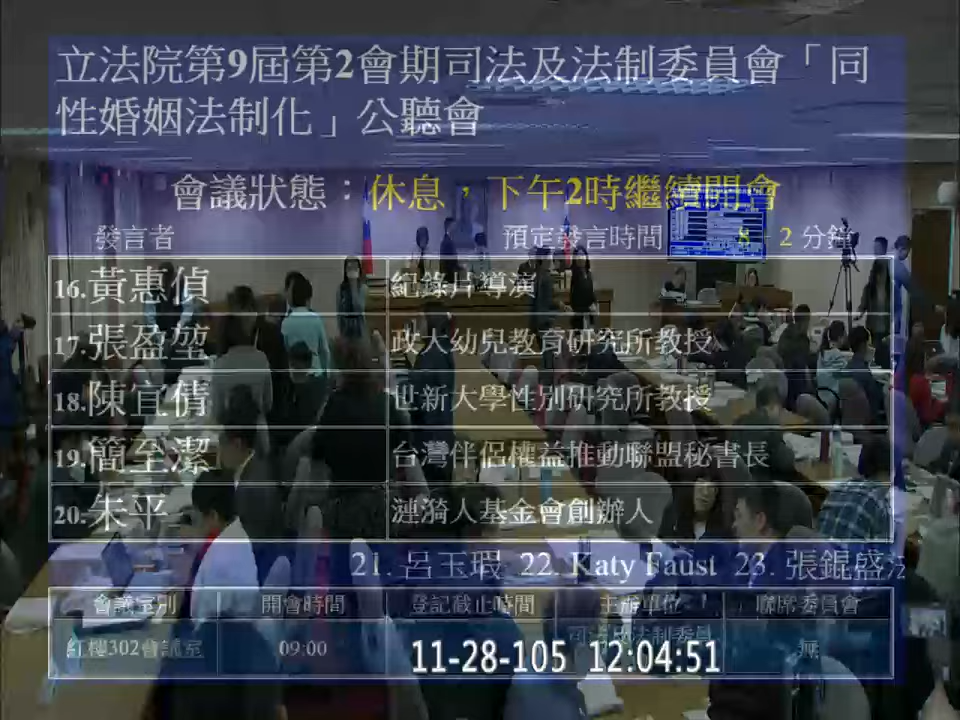 立法院第9屆第2會期司法及法制委員會「同
性婚姻法制化」公聽會
會議狀態：休息，下午2時繼續開會
發言者 預定發言時間 8 - 2 分鐘
16.黃惠偵 紀錄片導演
17.張盈堃 政大幼兒教育研究所教授
18.陳宜倩 世新大學性別研究所教授
19.簡至潔 台灣伴侶權益推動聯盟秘書長
20.朱平 漣漪人基金會創辦人
21. 呂玉瑕 22. Katy Faust 23. 張錕盛
會議室別 開會時間 登記截止時間 主辦單位 聯席委員會
紅樓302會議室 09:00 司法及法制委員 無
11-28-105 12:04:51